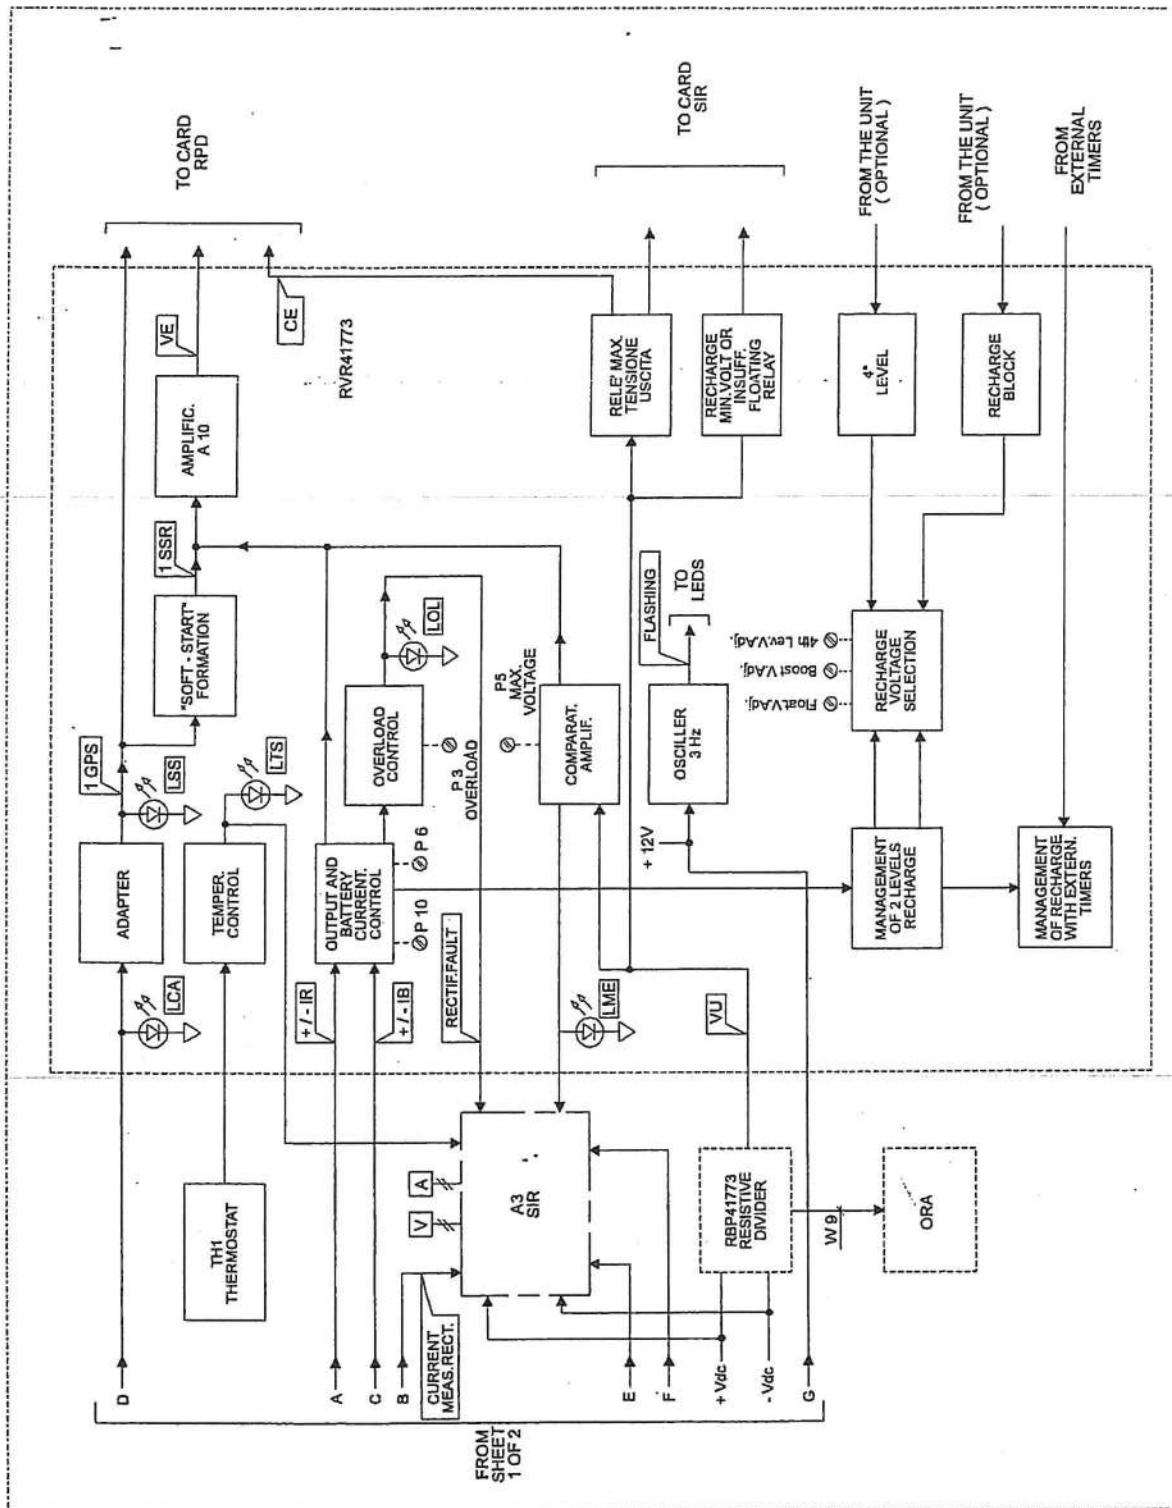 TO CARD
RPD
TO CARD
SIR
FROM THE UNIT
( OPTIONAL )
FROM THE UNIT
( OPTIONAL )
FROM
EXTERNAL
TIMERS
VE
CE
RVR41773
AMPLIFIC.
A 10
RELE' MAX.
TENSIONE
USCITA
RECHARGE
MIN.VOLT OR
INSUFF.
FLOATING
RELAY
4°
LEVEL
RECHARGE
BLOCK
1 SSR
"SOFT - START"
FORMATION
LOL
FLASHING
TO
LEDS
1 GPS
LSS
LTS
OVERLOAD
CONTROL
P 3
OVERLOAD
P5
MAX.
VOLTAGE
COMPARAT.
AMPLIF.
OSCILLER
3 Hz
Float.V.Adj.
Boost V.Adj.
4th Lev.V.Adj.
RECHARGE
VOLTAGE
SELECTION
ADAPTER
TEMPER.
CONTROL
OUTPUT AND
BATTERY
CURRENT.
CONTROL
P 6
P 10
+ 12V
MANAGEMENT
OF 2 LEVELS
RECHARGE
MANAGEMENT
OF RECHARGE
WITH EXTERN.
TIMERS
LCA
+ / - IR
+ / - IB
RECTIF.FAULT
LME
VU
TH1
THERMOSTAT
V
A
A3
SIR
RBP41773
RESISTIVE
DIVIDER
W 9
ORA
D
A
C
B
CURRENT
MEAS.RECT.
E
F
+ Vdc
- Vdc
G
FROM
SHEET
1 OF 2